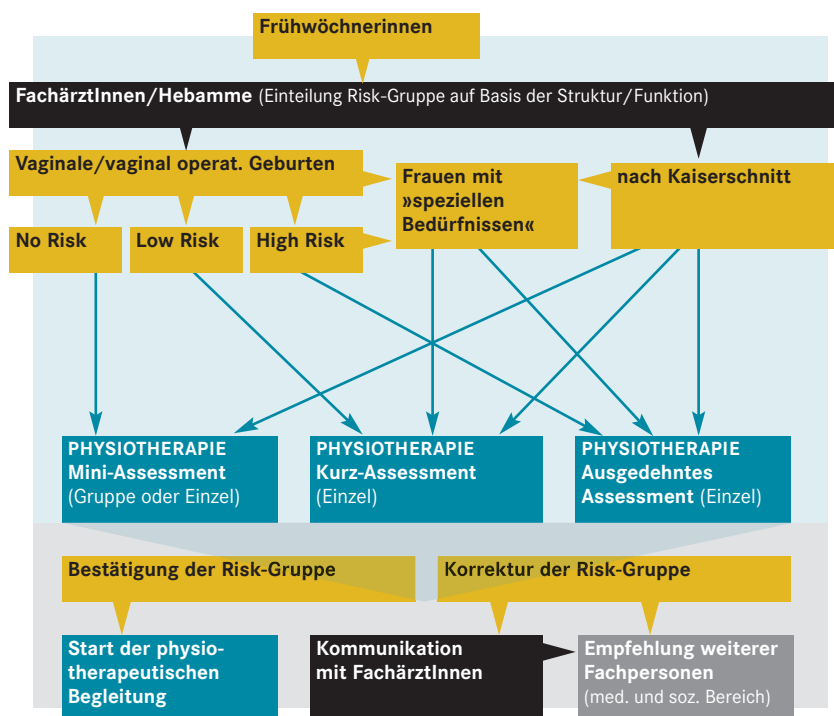 Frühwöchnerinnen
FachärztInnen/Hebamme (Einteilung Risk-Gruppe auf Basis der Struktur/Funktion)
Vaginale/vaginal operat. Geburten
Frauen mit
»speziellen
Bedürfnissen«
nach Kaiserschnitt
No Risk
Low Risk
High Risk
PHYSIOTHERAPIE
Mini-Assessment
(Gruppe oder Einzel)
PHYSIOTHERAPIE
Kurz-Assessment
(Einzel)
PHYSIOTHERAPIE
Ausgedehntes
Assessment (Einzel)
Bestätigung der Risk-Gruppe
Korrektur der Risk-Gruppe
Start der physio-
therapeutischen
Begleitung
Kommunikation
mit FachärztInnen
Empfehlung weiterer
Fachpersonen
(med. und soz. Bereich)